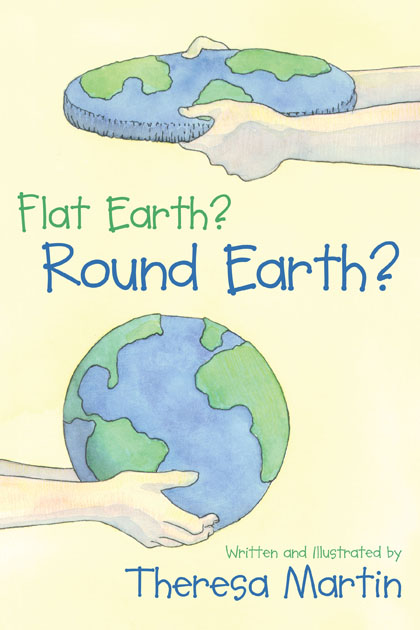 Flat Earth?
Round Earth?
Written and Illustrated by
Theresa Martin